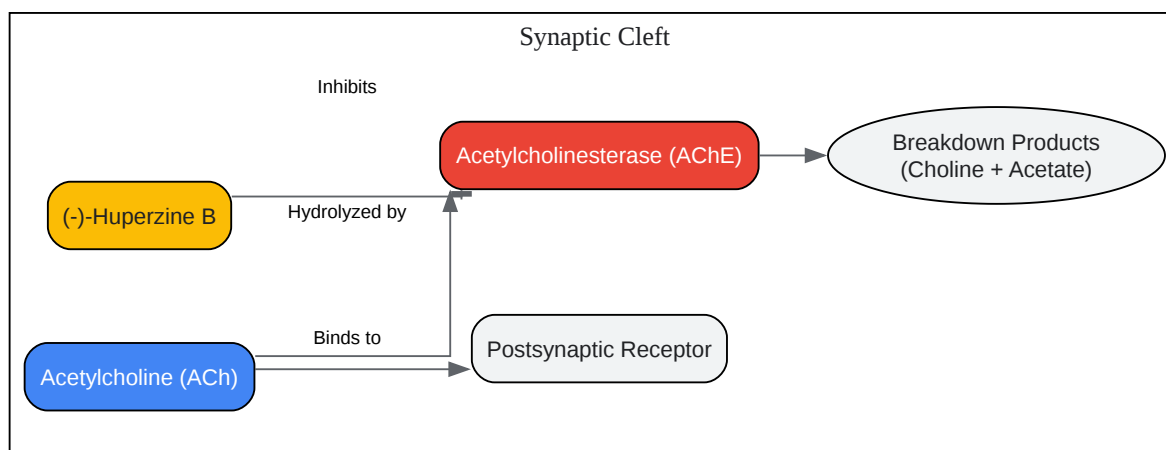 Synaptic Cleft
Inhibits
Acetylcholinesterase (AChE)
Breakdown Products
(Choline + Acetate)
(-)-Huperzine B
Hydrolyzed by
Binds to
Postsynaptic Receptor
Acetylcholine (ACh)